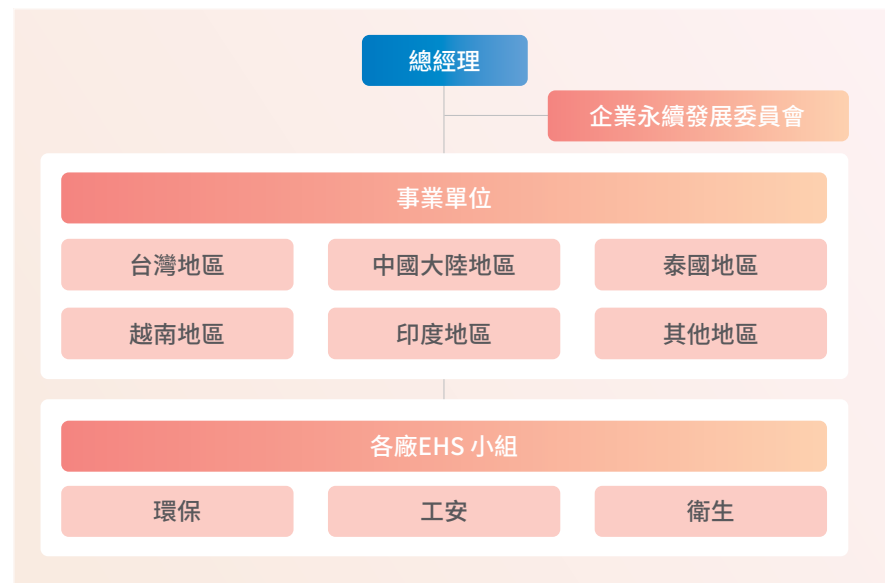 總經理
企業永續發展委員會
事業單位
台灣地區
中國大陸地區
泰國地區
越南地區
印度地區
其他地區
各廠EHS 小組
環保
工安
衛生